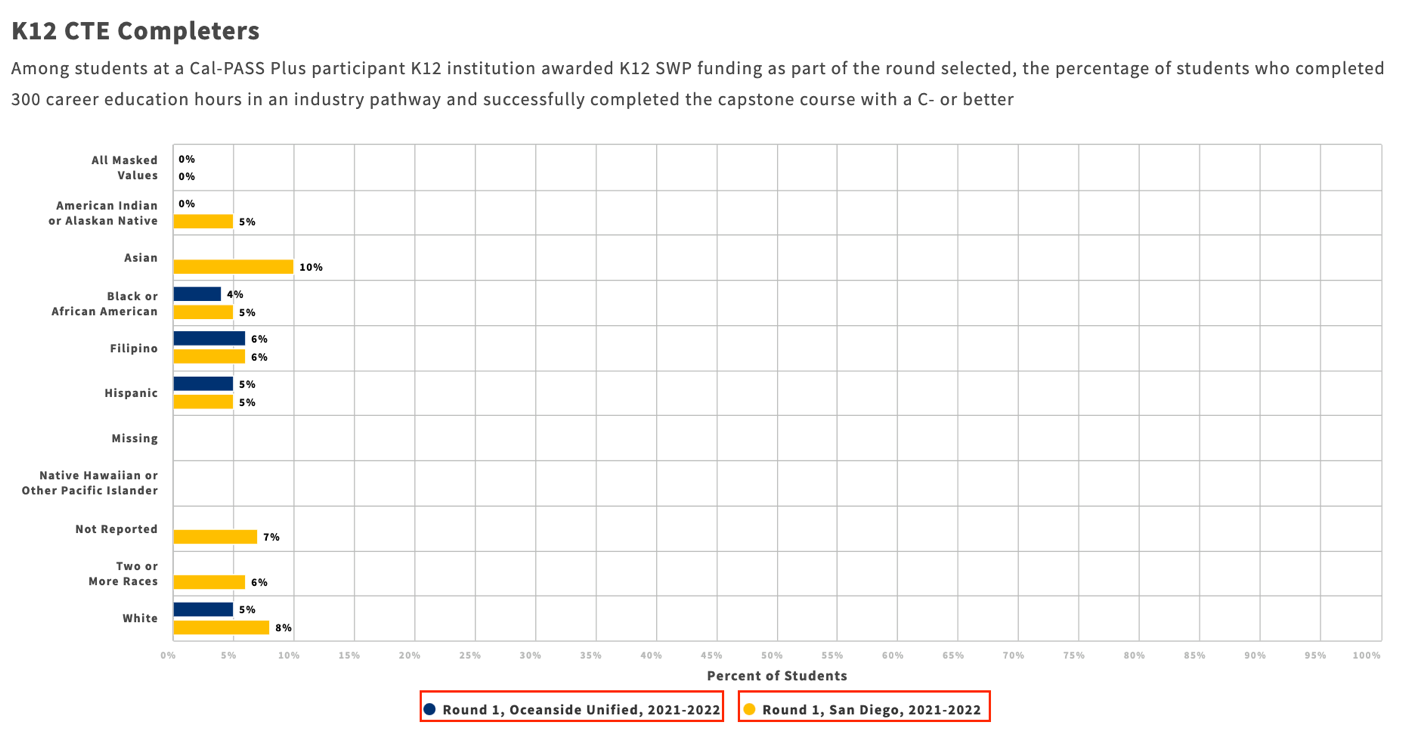 K12 CTE Completers
Among students at a Cal-PASS Plus participant K12 institution awarded K12 SWP funding as part of the round selected, the percentage of students who completed
300 career education hours in an industry pathway and successfully completed the capstone course with a C- or better
All Masked
Values
0%
0%
American Indian
or Alaskan Native
0%
5%
Asian
10%
Black or
African American
4%
5%
Filipino
6%
6%
Hispanic
5%
5%
Missing
Native Hawaiian or
Other Pacific Islander
Not Reported
7%
Two or
More Races
6%
White
5%
8%
0% 5% 10% 15% 20% 25% 30% 35% 40% 45% 50% 55% 60% 65% 70% 75% 80% 85% 90% 95% 100%
Percent of Students
Round 1, Oceanside Unified, 2021-2022 Round 1, San Diego, 2021-2022